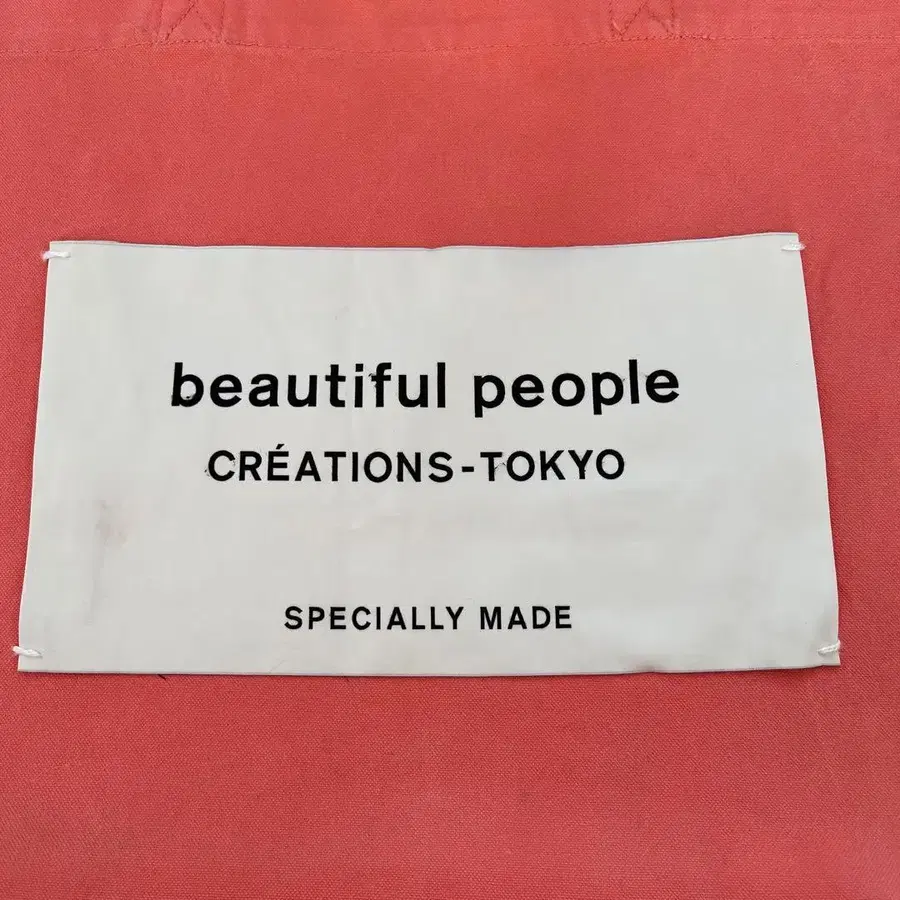 beautiful people
CRÉATIONS-TOKYO
SPECIALLY MADE